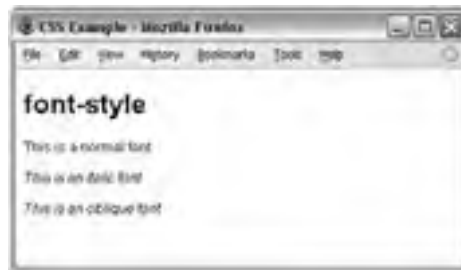 CSS Example - Mozilla Firefox
File Edit View History Bookmarks Tools Help
font-style
This is a normal font
This is an italic font
This is an oblique font